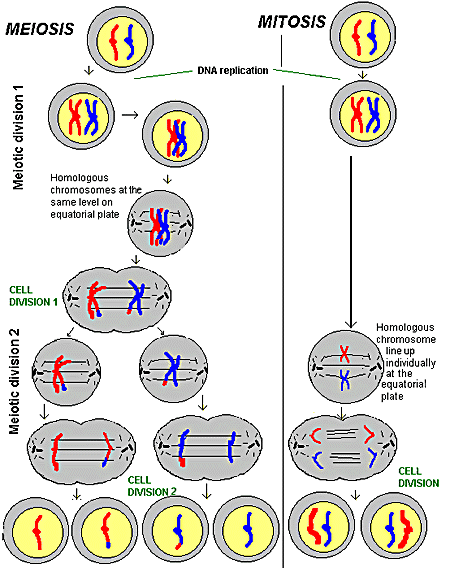 MEIOSIS
MITOSIS
DNA replication
Meiotic division 1
Homologous
chromosomes at the
same level on
equatorial plate
CELL
DIVISION 1
Meiotic division 2
CELL
DIVISION 2
Homologous
chromosome
line up
individually
at the
equatorial
plate
CELL
DIVISION